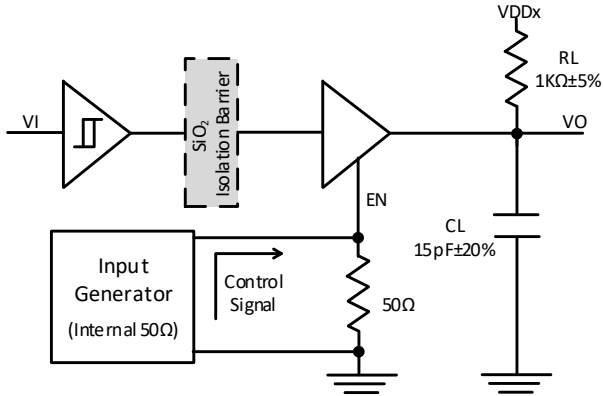 VDDx
RL
1KΩ±5%
VI
SiO₂
Isolation Barrier
VO
EN
CL
15pF±20%
Input
Generator
(Internal 50Ω)
Control
Signal
50Ω